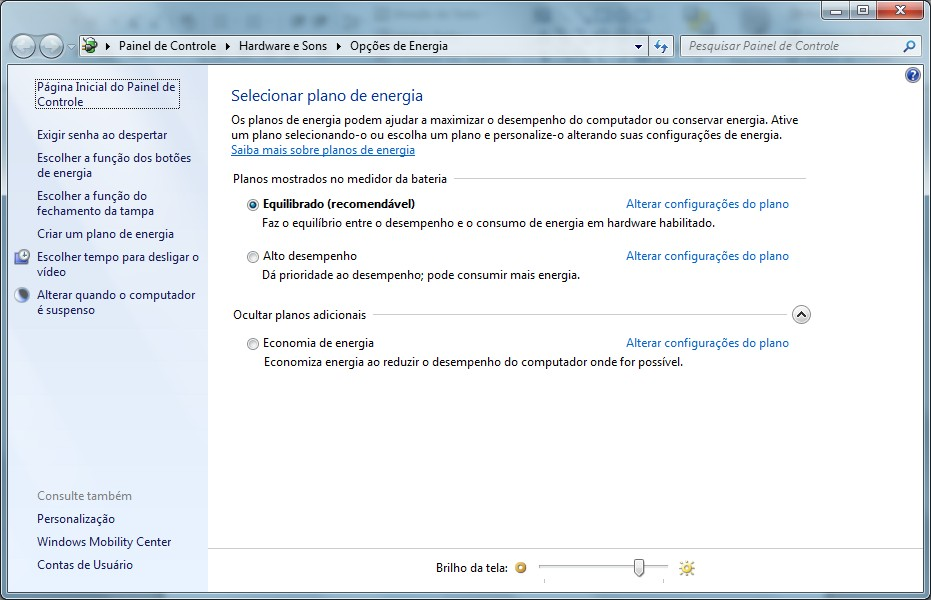 Painel de Controle Hardware e Sons Opções de Energia
Pesquisar Painel de Controle
Página Inicial do Painel de
Controle
Exigir senha ao despertar
Escolher a função dos botões
de energia
Escolher a função do
fechamento da tampa
Criar um plano de energia
Escolher tempo para desligar o
vídeo
Alterar quando o computador
é suspenso
Consulte também
Personalização
Windows Mobility Center
Contas de Usuário
Selecionar plano de energia
Os planos de energia podem ajudar a maximizar o desempenho do computador ou conservar energia. Ative
um plano selecionando-o ou escolha um plano e personalize-o alterando suas configurações de energia.
Saiba mais sobre planos de energia
Planos mostrados no medidor da bateria
Equilibrado (recomendável) Alterar configurações do plano
Faz o equilíbrio entre o desempenho e o consumo de energia em hardware habilitado.
Alto desempenho Alterar configurações do plano
Dá prioridade ao desempenho; pode consumir mais energia.
Ocultar planos adicionais
Economia de energia Alterar configurações do plano
Economiza energia ao reduzir o desempenho do computador onde for possível.
Brilho da tela: